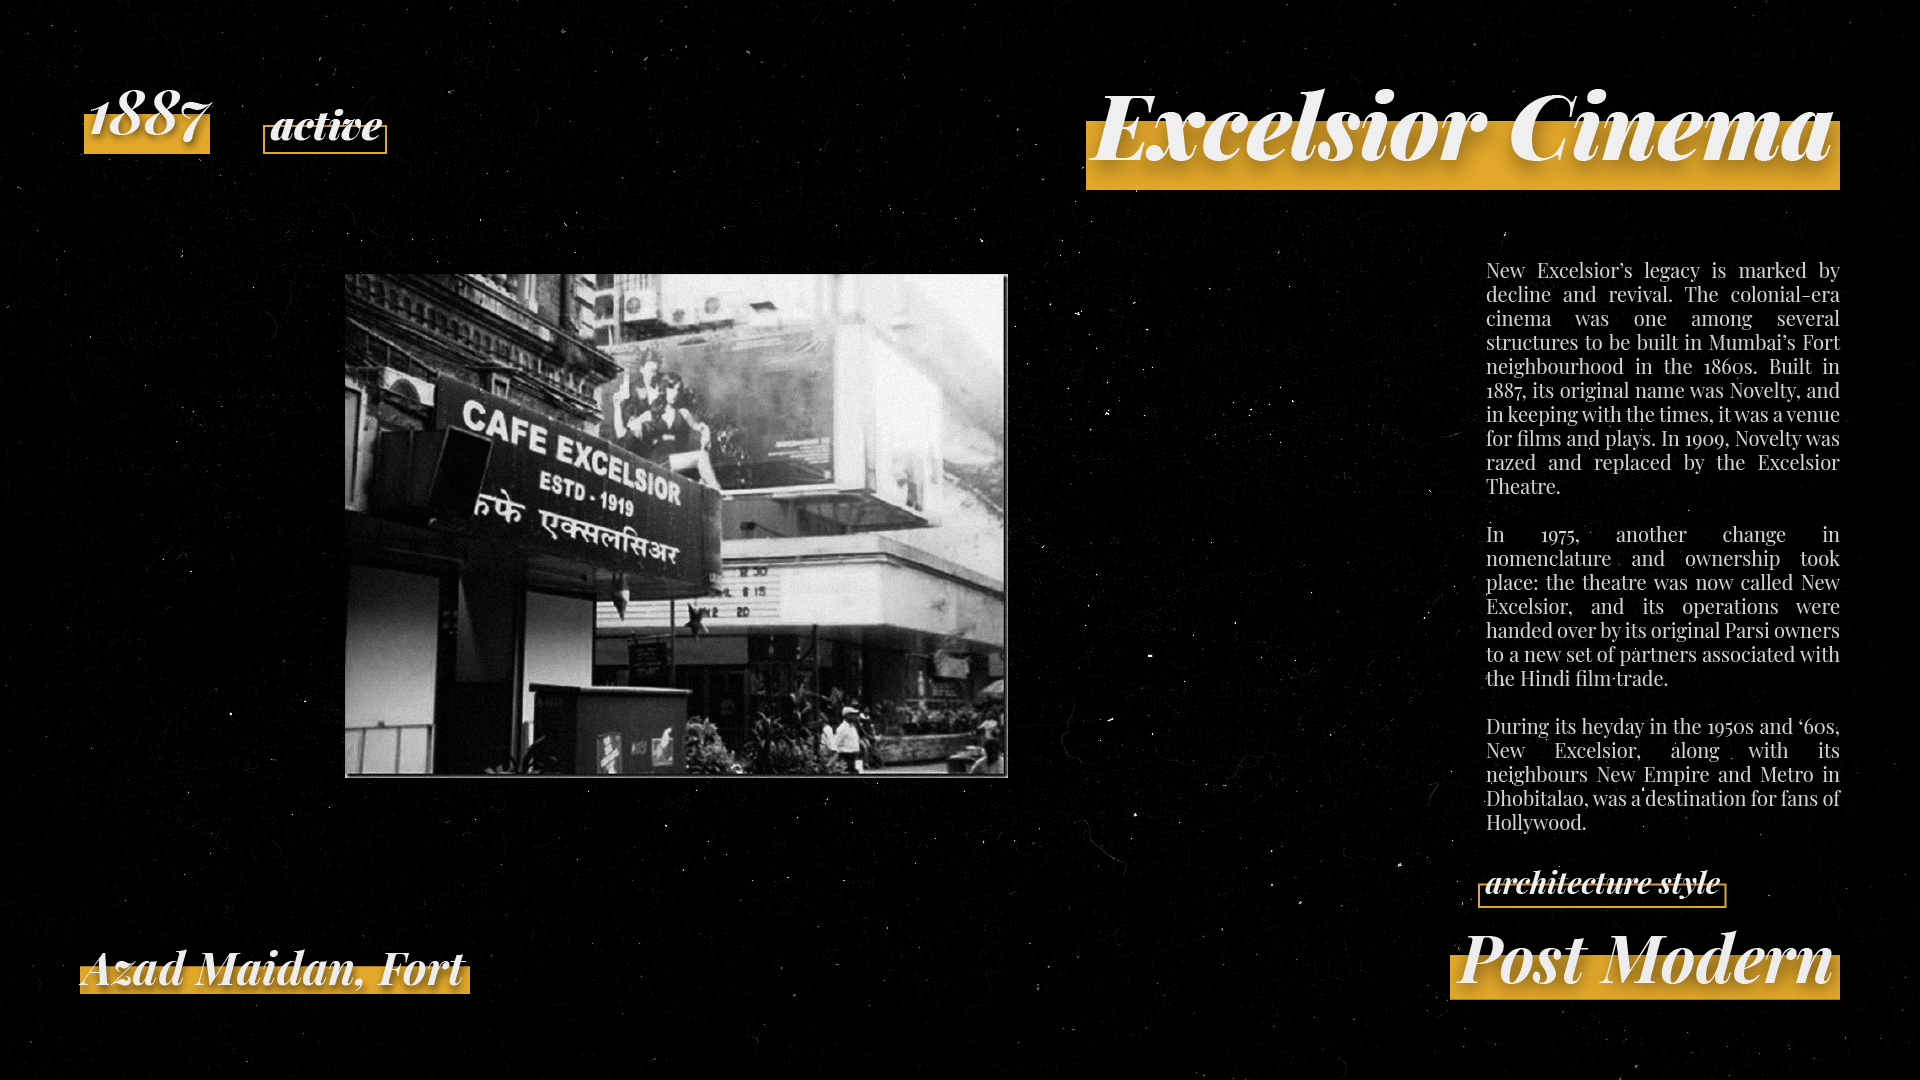 1887
active
Excelsior Cinema
New Excelsior’s legacy is marked by
decline and revival. The colonial-era
cinema was one among several
structures to be built in Mumbai’s Fort
neighbourhood in the 1860s. Built in
1887, its original name was Novelty, and
in keeping with the times, it was a venue
for films and plays. In 1909, Novelty was
razed and replaced by the Excelsior
Theatre.
In 1975, another change in
nomenclature and ownership took
place: the theatre was now called New
Excelsior, and its operations were
handed over by its original Parsi owners
to a new set of partners associated with
the Hindi film trade.
During its heyday in the 1950s and ‘60s,
New Excelsior, along with its
neighbours New Empire and Metro in
Dhobitalao, was a destination for fans of
Hollywood.
CAFE EXCELSIOR
ESTD - 1919
कॅफे एक्सलसिअर
architecture style
Post Modern
Azad Maidan, Fort